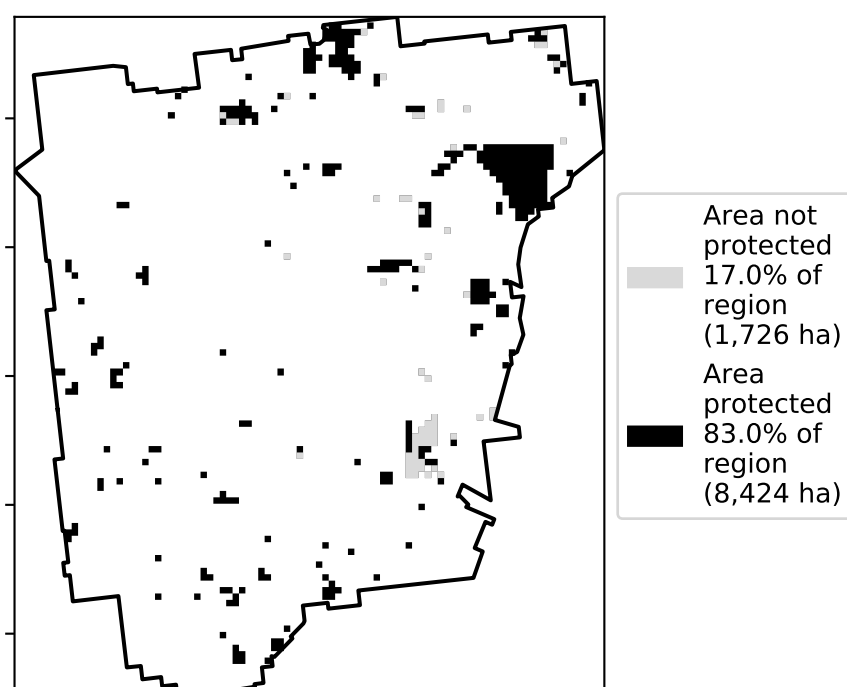 Area not
protected
17.0% of
region
(1,726 ha)
Area
protected
83.0% of
region
(8,424 ha)